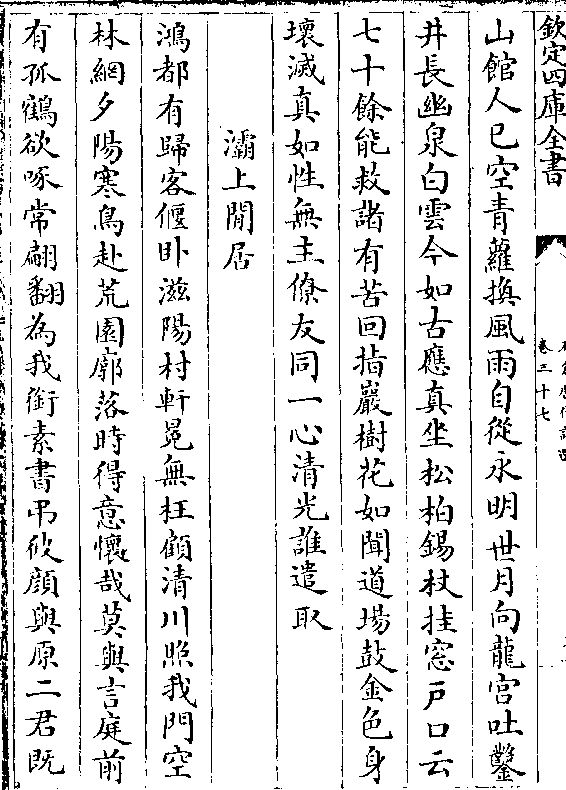 欽定四庫全書
卷三十七
山館人已空青蘿換風雨自從永明世月向龍宮吐鑿
井長幽泉白雲今如古應真坐松柏錫杖挂窓戶口云
七十餘能救諸有苦回指巖樹花如聞道場鼓金色身
壞滅真如性無主僚友同一心清光誰遣取
灞上閒居
鴻都有歸客偃卧滋陽村軒冕無枉顧清川照我門空
林網夕陽寒鳥赴荒園廓落時得意懷哉莫與言庭前
有孤鶴欲啄常翩翻為我銜素書弔彼顔與原二君既